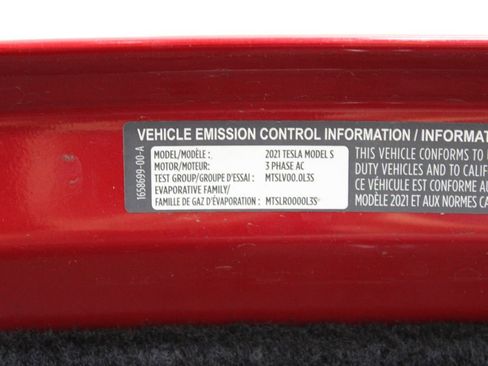 VEHICLE EMISSION CONTROL INFORMATION / INFORMAT
1658699-00-A
MODEL/MODÈLE: 2021 TESLA MODEL S
MOTOR/MOTEUR: 3 PHASE AC
TEST GROUP/GROUPE D'ESSAI: MTSLV00.0L3S
EVAPORATIVE FAMILY/
FAMILLE DE GAZ D'ÉVAPORATION: MTSLR0000L3S
THIS VEHICLE CONFORMS TO
DUTY VEHICLES AND TO CALIF
CE VÉHICULE EST CONFORME AU
MODÈLE 2021 ET AUX NORMES CA